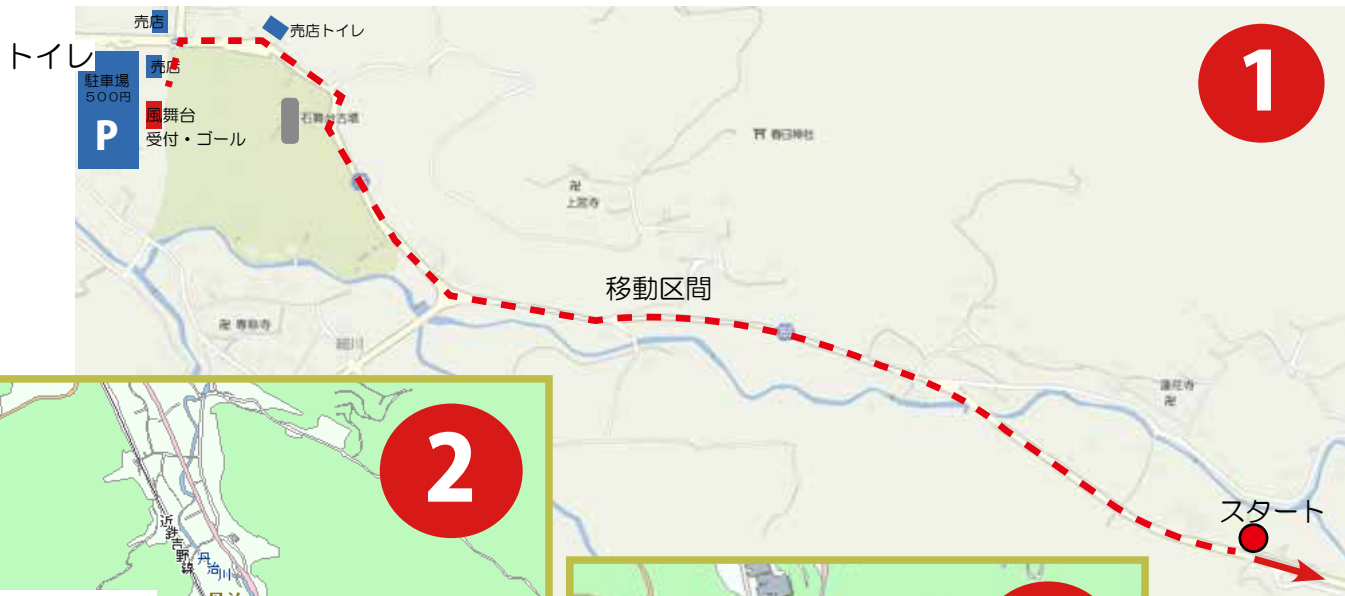 売店
売店トイレ
トイレ
売店
駐車場
500円
P
風舞台
受付・ゴール
石舞台古墳
1
春日神社
上宮寺
移動区間
細川
2
近鉄吉野線
丹治川
スタート